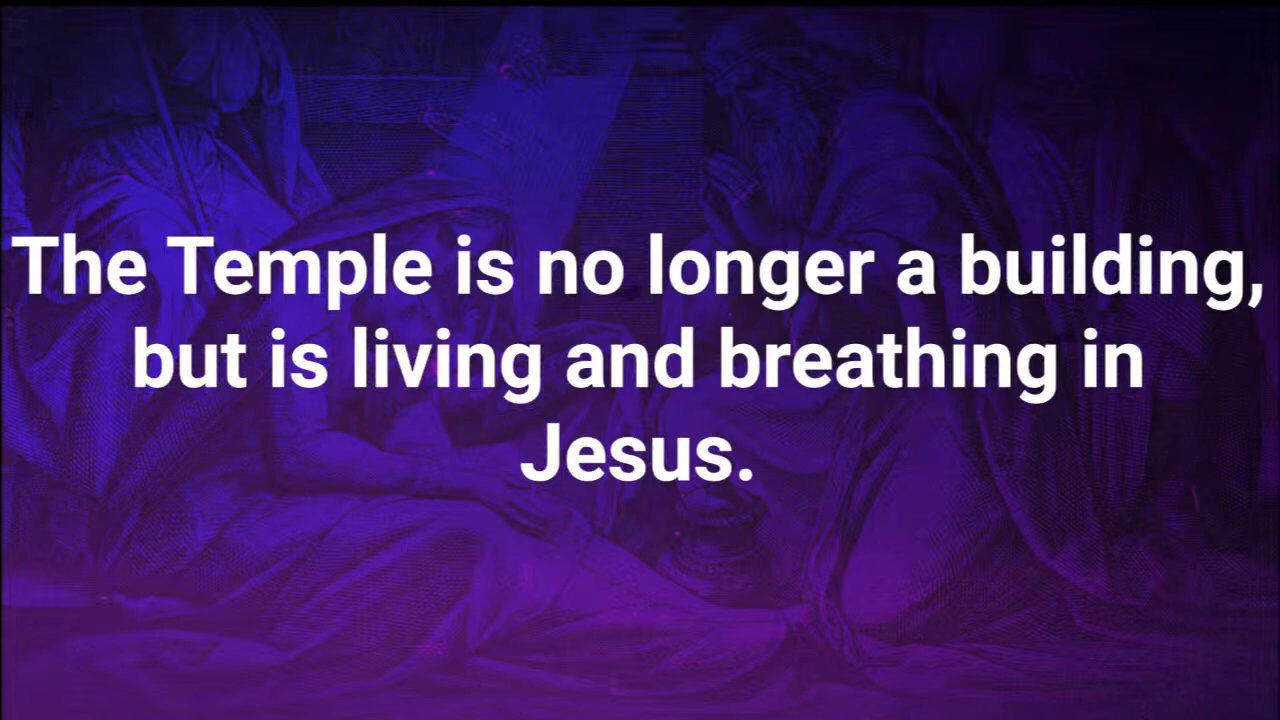 The Temple is no longer a building,
but is living and breathing in
Jesus.